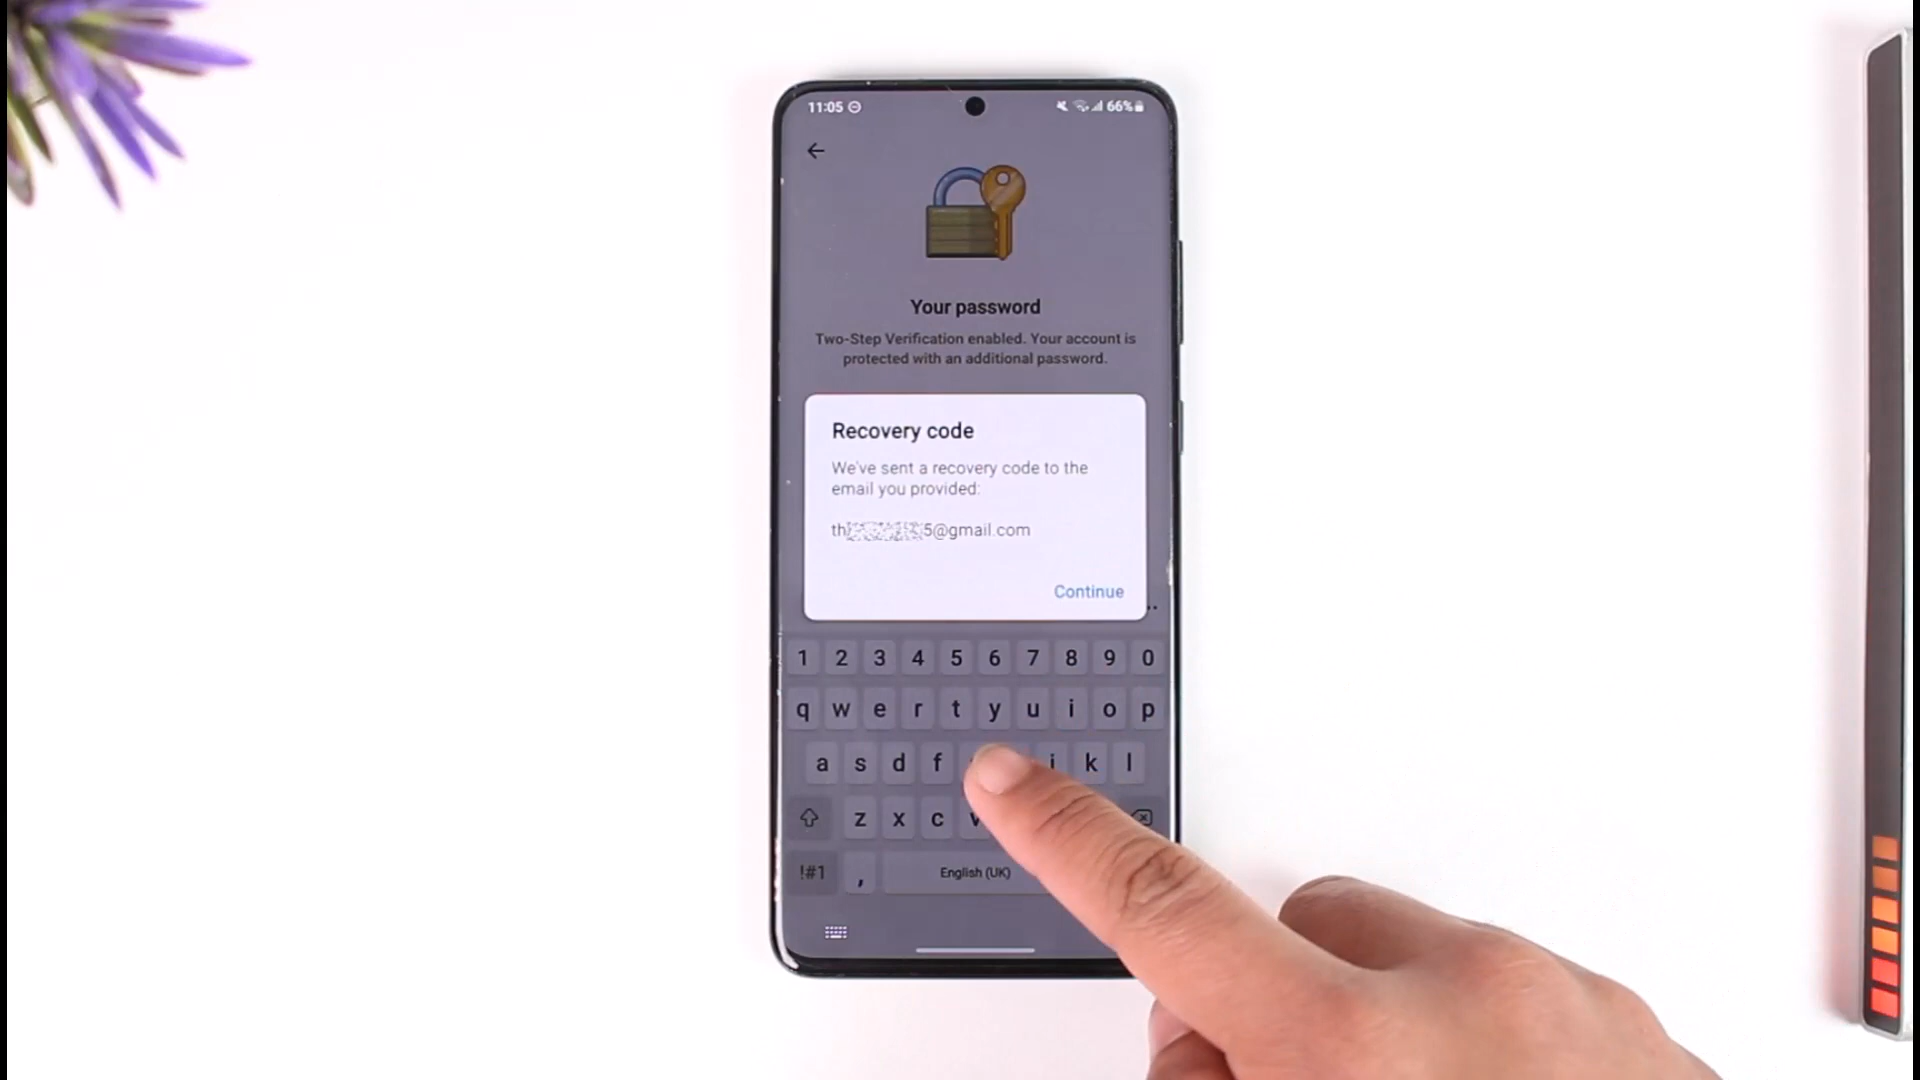 11:05
66%
Your password
Two-Step Verification enabled. Your account is
protected with an additional password.
Recovery code
We've sent a recovery code to the
email you provided:
th 5@gmail.com
Continue
1 2 3 4 5 6 7 8 9 0
q w e r t y u i o p
a s d f j k l
z x c v
!#1 , English (UK)